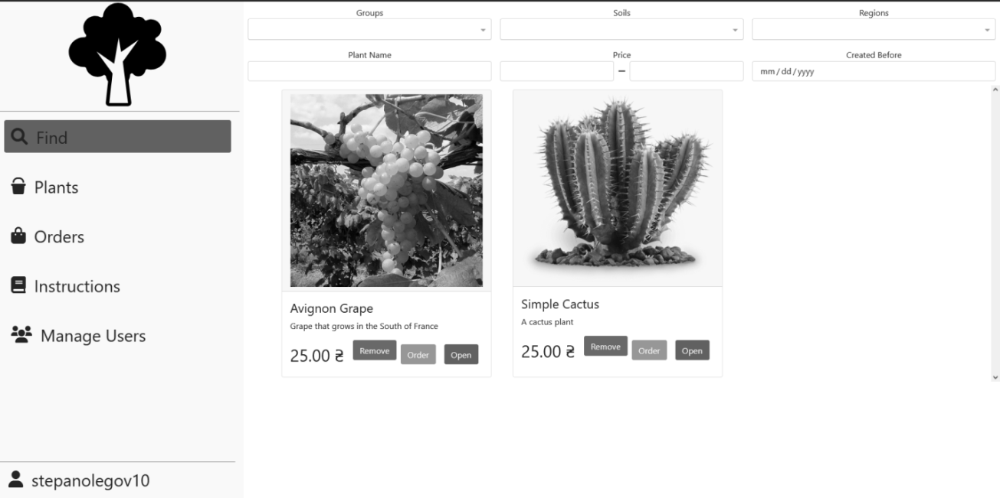 Groups
Soils
Regions
Plant Name
Price
Created Before
–
mm/dd/yyyy
Find
Plants
Orders
Instructions
Manage Users
stepanolegov10
Avignon Grape
Grape that grows in the South of France
25.00 ₴
Remove
Order
Open
Simple Cactus
A cactus plant
25.00 ₴
Remove
Order
Open